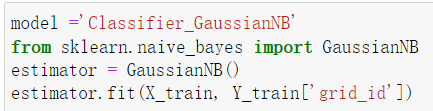 model ='Classifier_GaussianNB'
from sklearn.naive_bayes import GaussianNB
estimator = GaussianNB()
estimator.fit(X_train, Y_train['grid_id'])